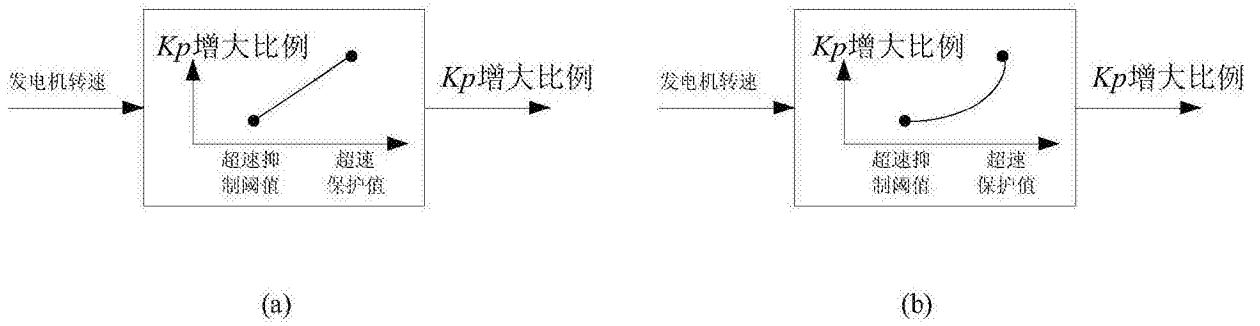 Kp增大比例
发电机转速
Kp增大比例
超速抑
制阈值
超速
保护值
(a)
Kp增大比例
发电机转速
Kp增大比例
超速抑
制阈值
超速
保护值
(b)